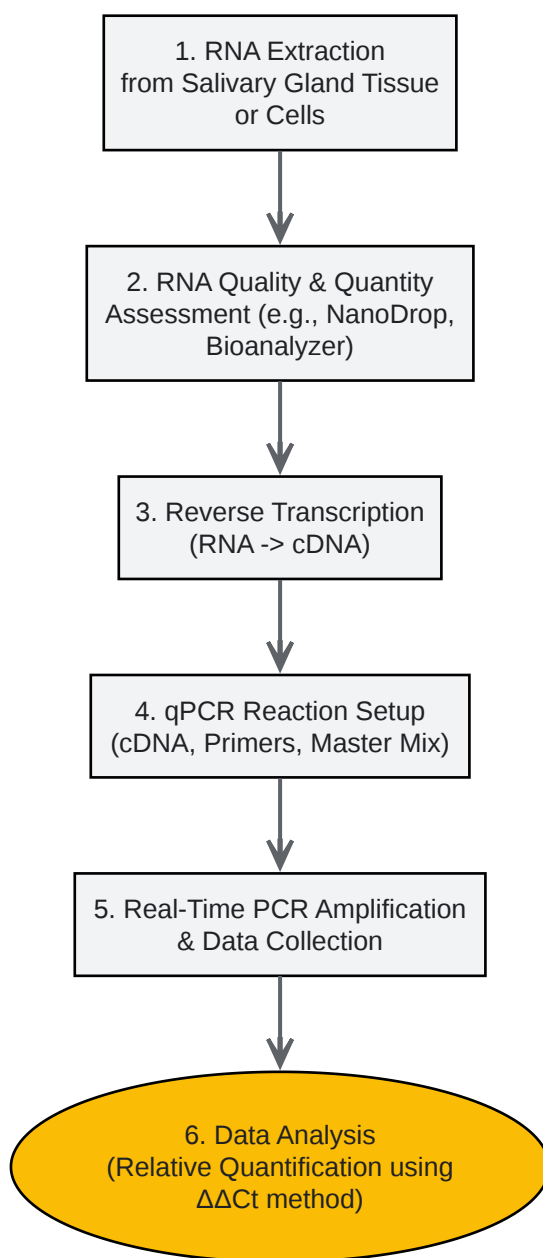 1. RNA Extraction
from Salivary Gland Tissue
or Cells
2. RNA Quality & Quantity
Assessment (e.g., NanoDrop,
Bioanalyzer)
3. Reverse Transcription
(RNA -> cDNA)
4. qPCR Reaction Setup
(cDNA, Primers, Master Mix)
5. Real-Time PCR Amplification
& Data Collection
6. Data Analysis
(Relative Quantification using
ΔΔCt method)